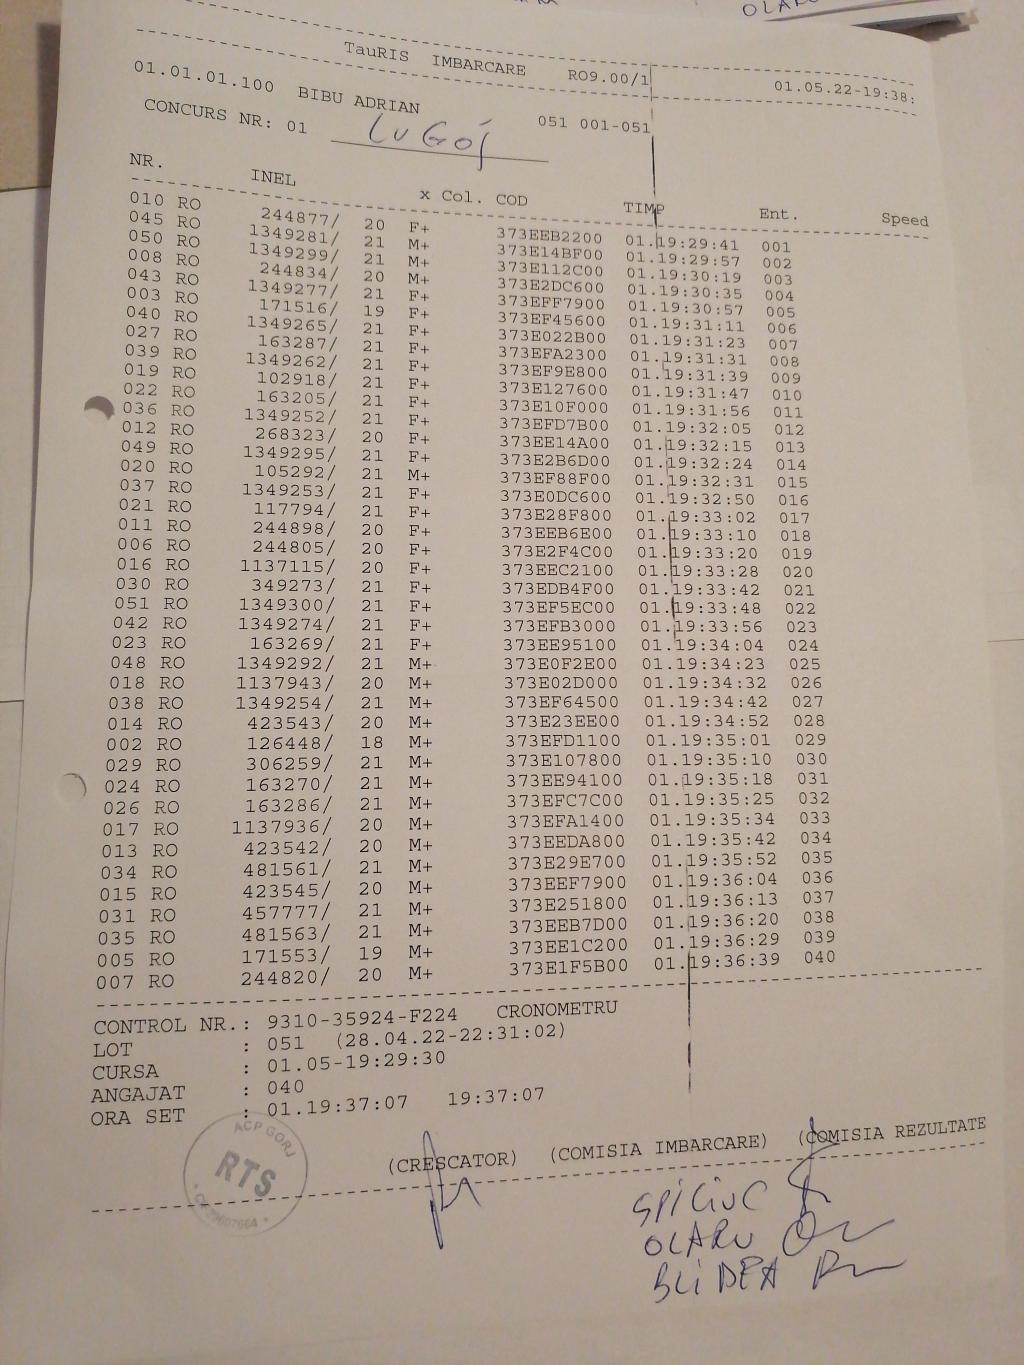 OLARU
TauRIS IMBARCARE RO9.00/1 01.05.22-19:38:
01.01.01.100 BIBU ADRIAN
CONCURS NR: 01 LUGOJ 051 001-051
NR. INEL x Col. COD TIMP Ent. Speed
010 RO 244877/ 20 F+ 373EEB2200 01.19:29:41 001
045 RO 1349281/ 21 M+ 373E14BF00 01.19:29:57 002
050 RO 1349299/ 21 M+ 373E112C00 01.19:30:19 003
008 RO 244834/ 20 M+ 373E2DC600 01.19:30:35 004
043 RO 1349277/ 21 F+ 373EFF7900 01.19:30:57 005
003 RO 171516/ 19 F+ 373EF45600 01.19:31:11 006
040 RO 1349265/ 21 F+ 373E022B00 01.19:31:23 007
027 RO 163287/ 21 F+ 373EFA2300 01.19:31:31 008
039 RO 1349262/ 21 F+ 373EF9E800 01.19:31:39 009
019 RO 102918/ 21 F+ 373E127600 01.19:31:47 010
022 RO 163205/ 21 F+ 373E10F000 01.19:31:56 011
036 RO 1349252/ 21 F+ 373EFD7B00 01.19:32:05 012
012 RO 268323/ 20 F+ 373EE14A00 01.19:32:15 013
049 RO 1349295/ 21 F+ 373E2B6D00 01.19:32:24 014
020 RO 105292/ 21 M+ 373EF88F00 01.19:32:31 015
037 RO 1349253/ 21 F+ 373E0DC600 01.19:32:50 016
021 RO 117794/ 21 F+ 373E28F800 01.19:33:02 017
011 RO 244898/ 20 F+ 373EEB6E00 01.19:33:10 018
006 RO 244805/ 20 F+ 373E2F4C00 01.19:33:20 019
016 RO 1137115/ 20 F+ 373EEC2100 01.19:33:28 020
030 RO 349273/ 21 F+ 373EDB4F00 01.19:33:42 021
051 RO 1349300/ 21 F+ 373EF5EC00 01.19:33:48 022
042 RO 1349274/ 21 F+ 373EFB3000 01.19:33:56 023
023 RO 163269/ 21 F+ 373EE95100 01.19:34:04 024
048 RO 1349292/ 21 M+ 373E0F2E00 01.19:34:23 025
018 RO 1137943/ 20 M+ 373E02D000 01.19:34:32 026
038 RO 1349254/ 21 M+ 373EF64500 01.19:34:42 027
014 RO 423543/ 20 M+ 373E23EE00 01.19:34:52 028
002 RO 126448/ 18 M+ 373EFD1100 01.19:35:01 029
029 RO 306259/ 21 M+ 373E107800 01.19:35:10 030
024 RO 163270/ 21 M+ 373EE94100 01.19:35:18 031
026 RO 163286/ 21 M+ 373EFC7C00 01.19:35:25 032
017 RO 1137936/ 20 M+ 373EFA1400 01.19:35:34 033
013 RO 423542/ 20 M+ 373EEDA800 01.19:35:42 034
034 RO 481561/ 21 M+ 373E29E700 01.19:35:52 035
015 RO 423545/ 20 M+ 373EEF7900 01.19:36:04 036
031 RO 457777/ 21 M+ 373E251800 01.19:36:13 037
035 RO 481563/ 21 M+ 373EEB7D00 01.19:36:20 038
005 RO 171553/ 19 M+ 373EE1C200 01.19:36:29 039
007 RO 244820/ 20 M+ 373E1F5B00 01.19:36:39 040
CONTROL NR.: 9310-35924-F224 CRONOMETRU
LOT : 051 (28.04.22-22:31:02)
CURSA : 01.05-19:29:30
ANGAJAT : 040
ORA SET : 01.19:37:07 19:37:07
ACP GORJ
RTS
(CRESCATOR) (COMISIA IMBARCARE) (COMISIA REZULTATE
SPICIUC
OLARU
BLIDEA